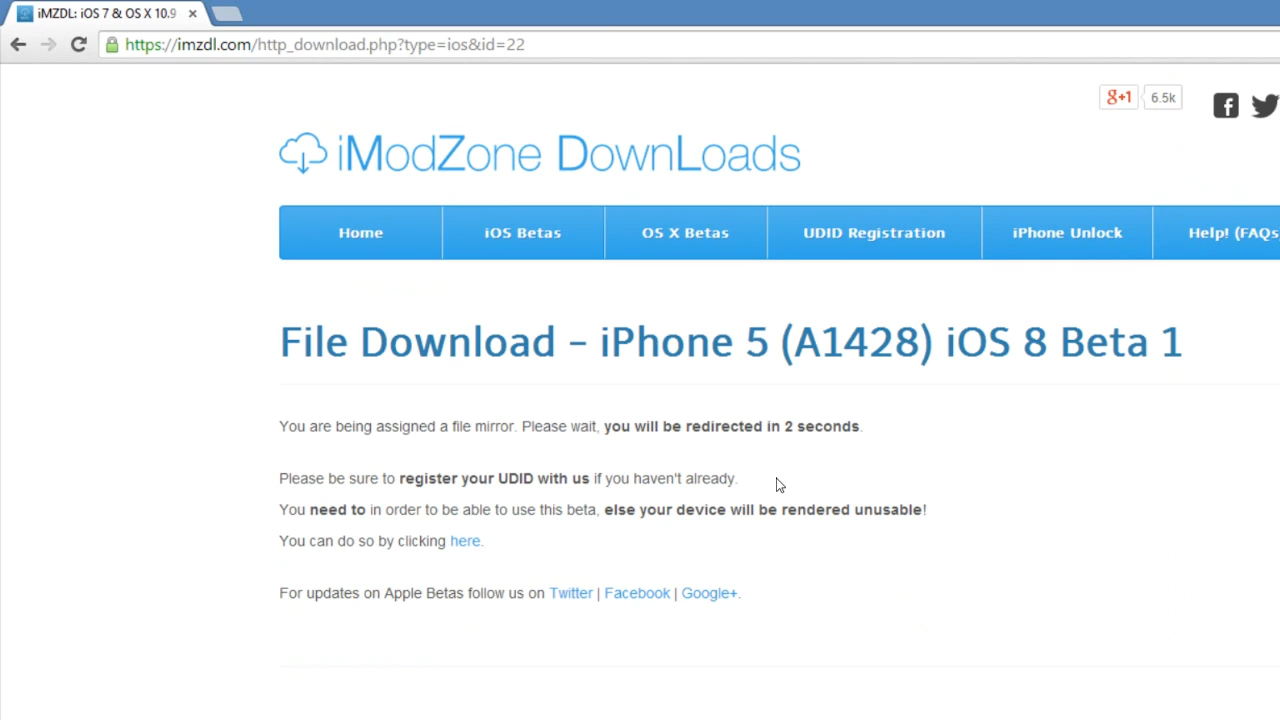 iMZDL: iOS 7 & OS X 10.9
https://imzdl.com/http_download.php?type=ios&id=22
g+1 6.5k
iModZone DownLoads
Home iOS Betas OS X Betas UDID Registration iPhone Unlock Help! (FAQs
File Download – iPhone 5 (A1428) iOS 8 Beta 1
You are being assigned a file mirror. Please wait, you will be redirected in 2 seconds.
Please be sure to register your UDID with us if you haven't already.
You need to in order to be able to use this beta, else your device will be rendered unusable!
You can do so by clicking here.
For updates on Apple Betas follow us on Twitter | Facebook | Google+.